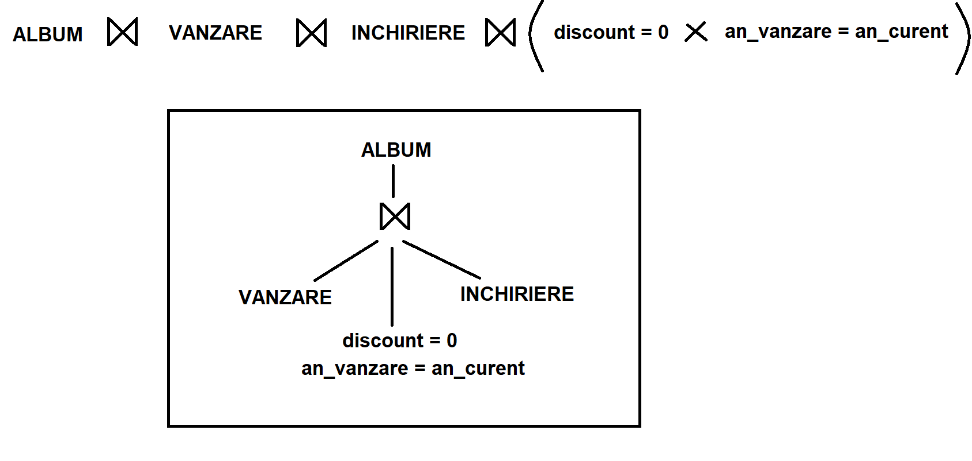 ALBUM ⋈ VANZARE ⋈ INCHIRIERE ⋈ ( discount = 0 × an_vanzare = an_curent )
ALBUM
⋈
VANZARE INCHIRIERE
discount = 0
an_vanzare = an_curent